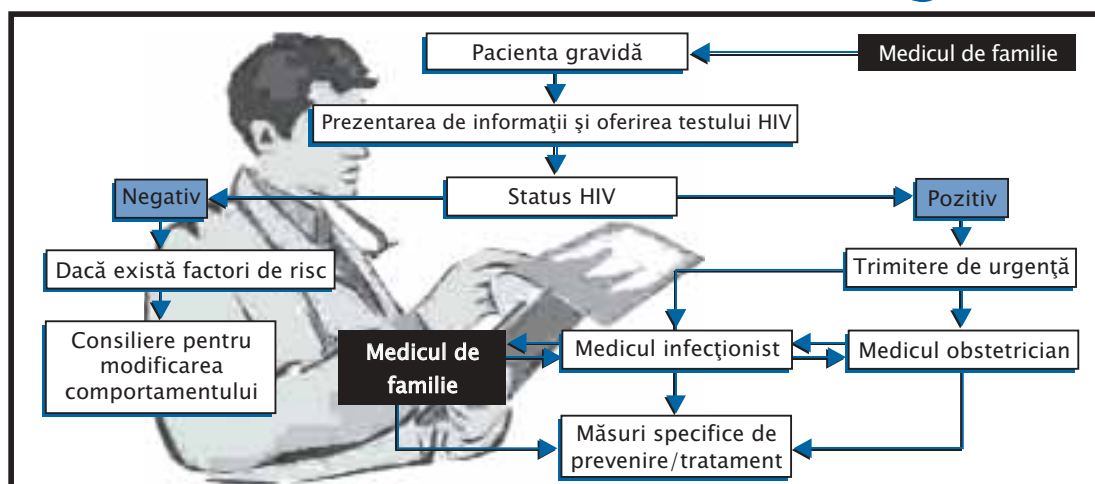 Pacienta gravidă
Medicul de familie
Prezentarea de informaţii şi oferirea testului HIV
Negativ
Status HIV
Pozitiv
Dacă există factori de risc
Trimitere de urgenţă
Consiliere pentru
modificarea
comportamentului
Medicul de
familie
Medicul infecţionist
Medicul obstetrician
Măsuri specifice de
prevenire/tratament